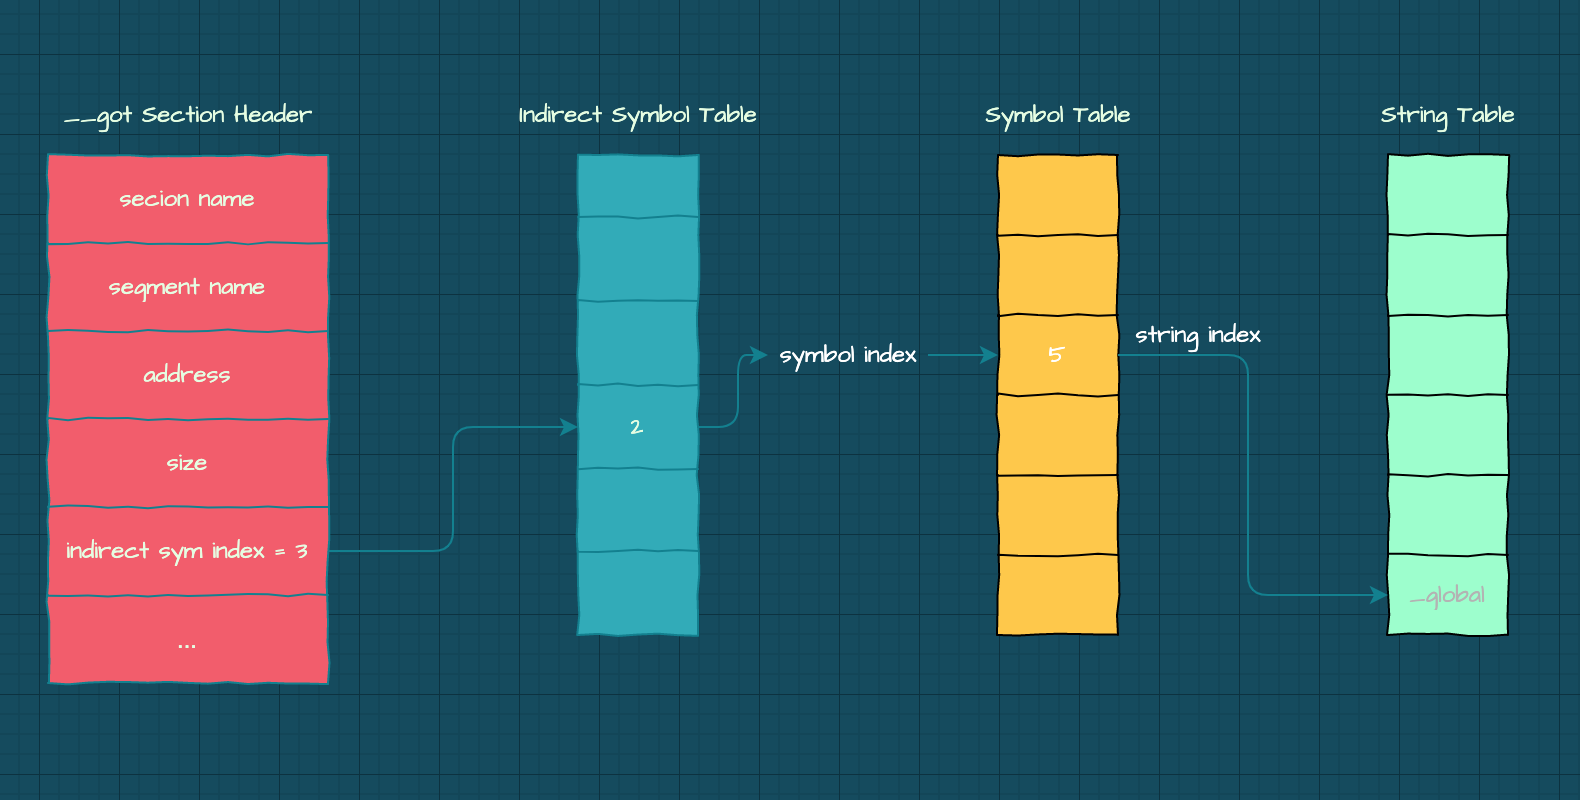 __got Section Header
Indirect Symbol Table
Symbol Table
String Table
secion name
segment name
address
size
indirect sym index = 3
...
2
symbol index
5
string index
_global